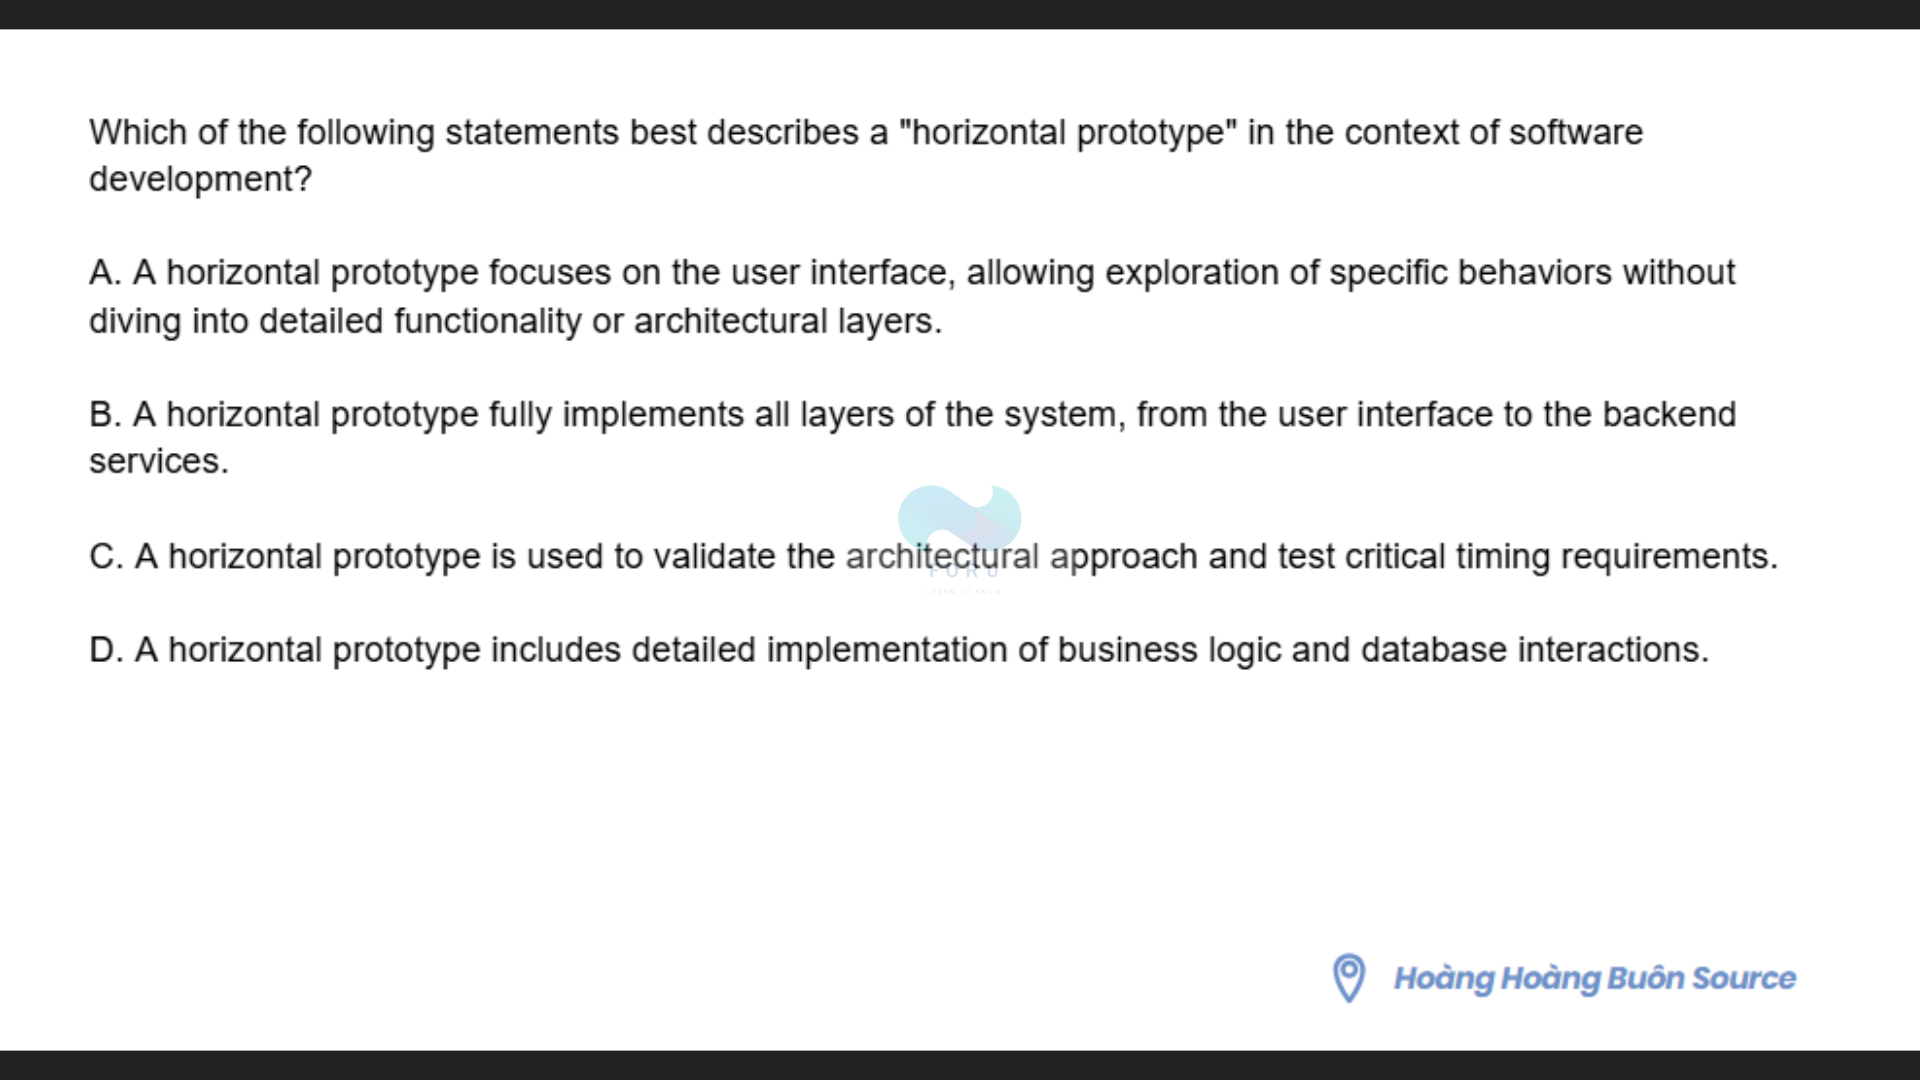 Which of the following statements best describes a "horizontal prototype" in the context of software
development?
A. A horizontal prototype focuses on the user interface, allowing exploration of specific behaviors without
diving into detailed functionality or architectural layers.
B. A horizontal prototype fully implements all layers of the system, from the user interface to the backend
services.
C. A horizontal prototype is used to validate the architectural approach and test critical timing requirements.
FORU
LEARN TO KNOW
D. A horizontal prototype includes detailed implementation of business logic and database interactions.
Hoàng Hoàng Buôn Source